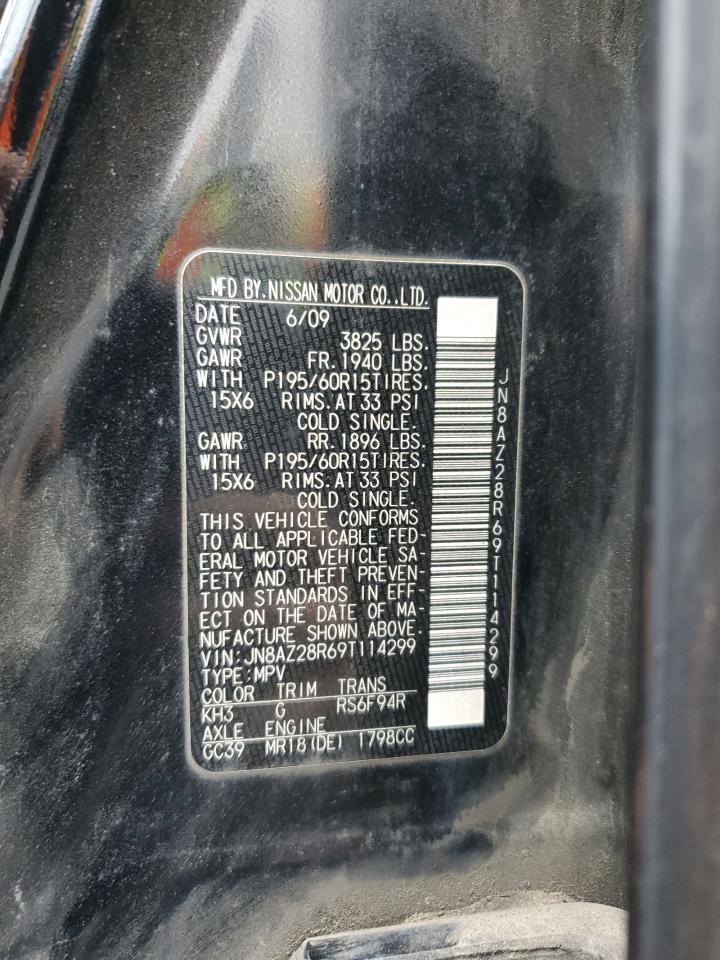 MFD BY.NISSAN MOTOR CO.,LTD.
DATE 6/09
GVWR 3825 LBS.
GAWR FR. 1940 LBS.
WITH P195/60R15TIRES.
15X6 RIMS. AT 33 PSI
COLD SINGLE.
GAWR RR. 1896 LBS.
WITH P195/60R15TIRES.
15X6 RIMS. AT 33 PSI
COLD SINGLE.
THIS VEHICLE CONFORMS
TO ALL APPLICABLE FED-
ERAL MOTOR VEHICLE SA-
FETY AND THEFT PREVEN-
TION STANDARDS IN EFF-
ECT ON THE DATE OF MA-
NUFACTURE SHOWN ABOVE.
VIN:JN8AZ28R69T114299
TYPE:MPV
COLOR TRIM TRANS
KH3 G RS6F94R
AXLE ENGINE
GC39 MR18(DE) 1798CC
JN8AZ28R69T114299